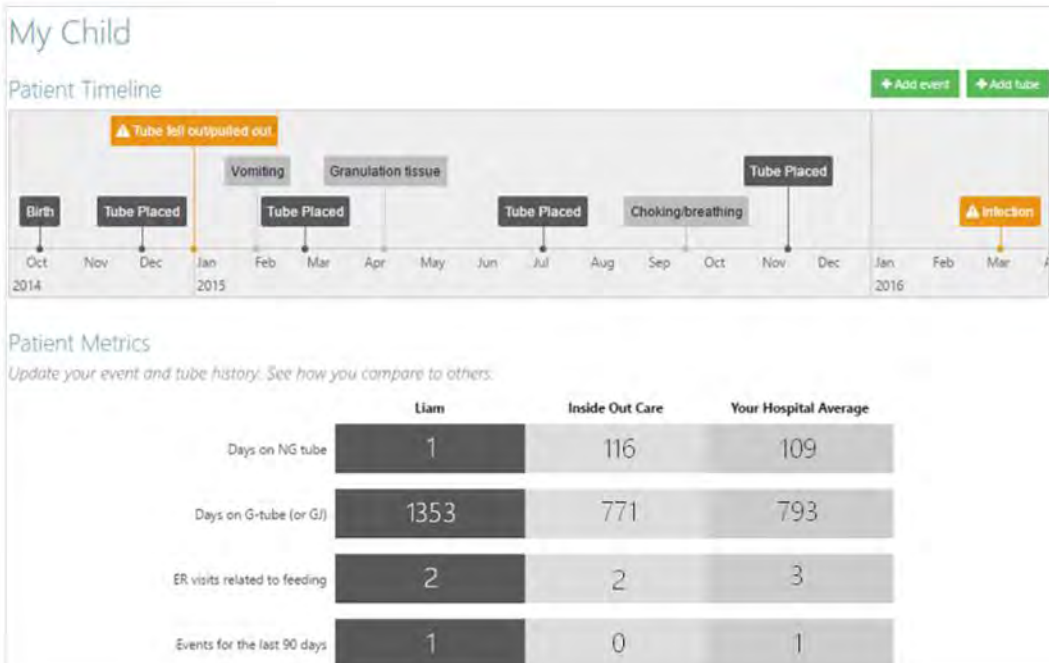 My Child
Patient Timeline
+ Add event + Add tube
Tube fell out/pulled out
Vomiting Granulation tissue Tube Placed
Birth Tube Placed Tube Placed Tube Placed Choking/breathing Infection
Oct Nov Dec Jan Feb Mar Apr May Jun Jul Aug Sep Oct Nov Dec Jan Feb Mar A
2014 2015 2016
Patient Metrics
Update your event and tube history. See how you compare to others.
Liam Inside Out Care Your Hospital Average
Days on NG tube 1 116 109
Days on G-tube (or GJ) 1353 771 793
ER visits related to feeding 2 2 3
Events for the last 90 days 1 0 1